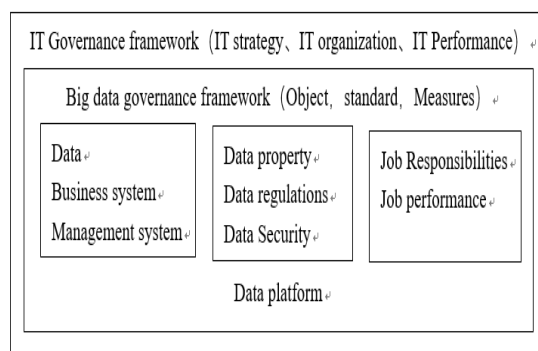 IT Governance framework（IT strategy、IT organization、IT Performance）
Big data governance framework（Object, standard, Measures）
Data
Business system
Management system
Data property
Data regulations
Data Security
Job Responsibilities
Job performance
Data platform